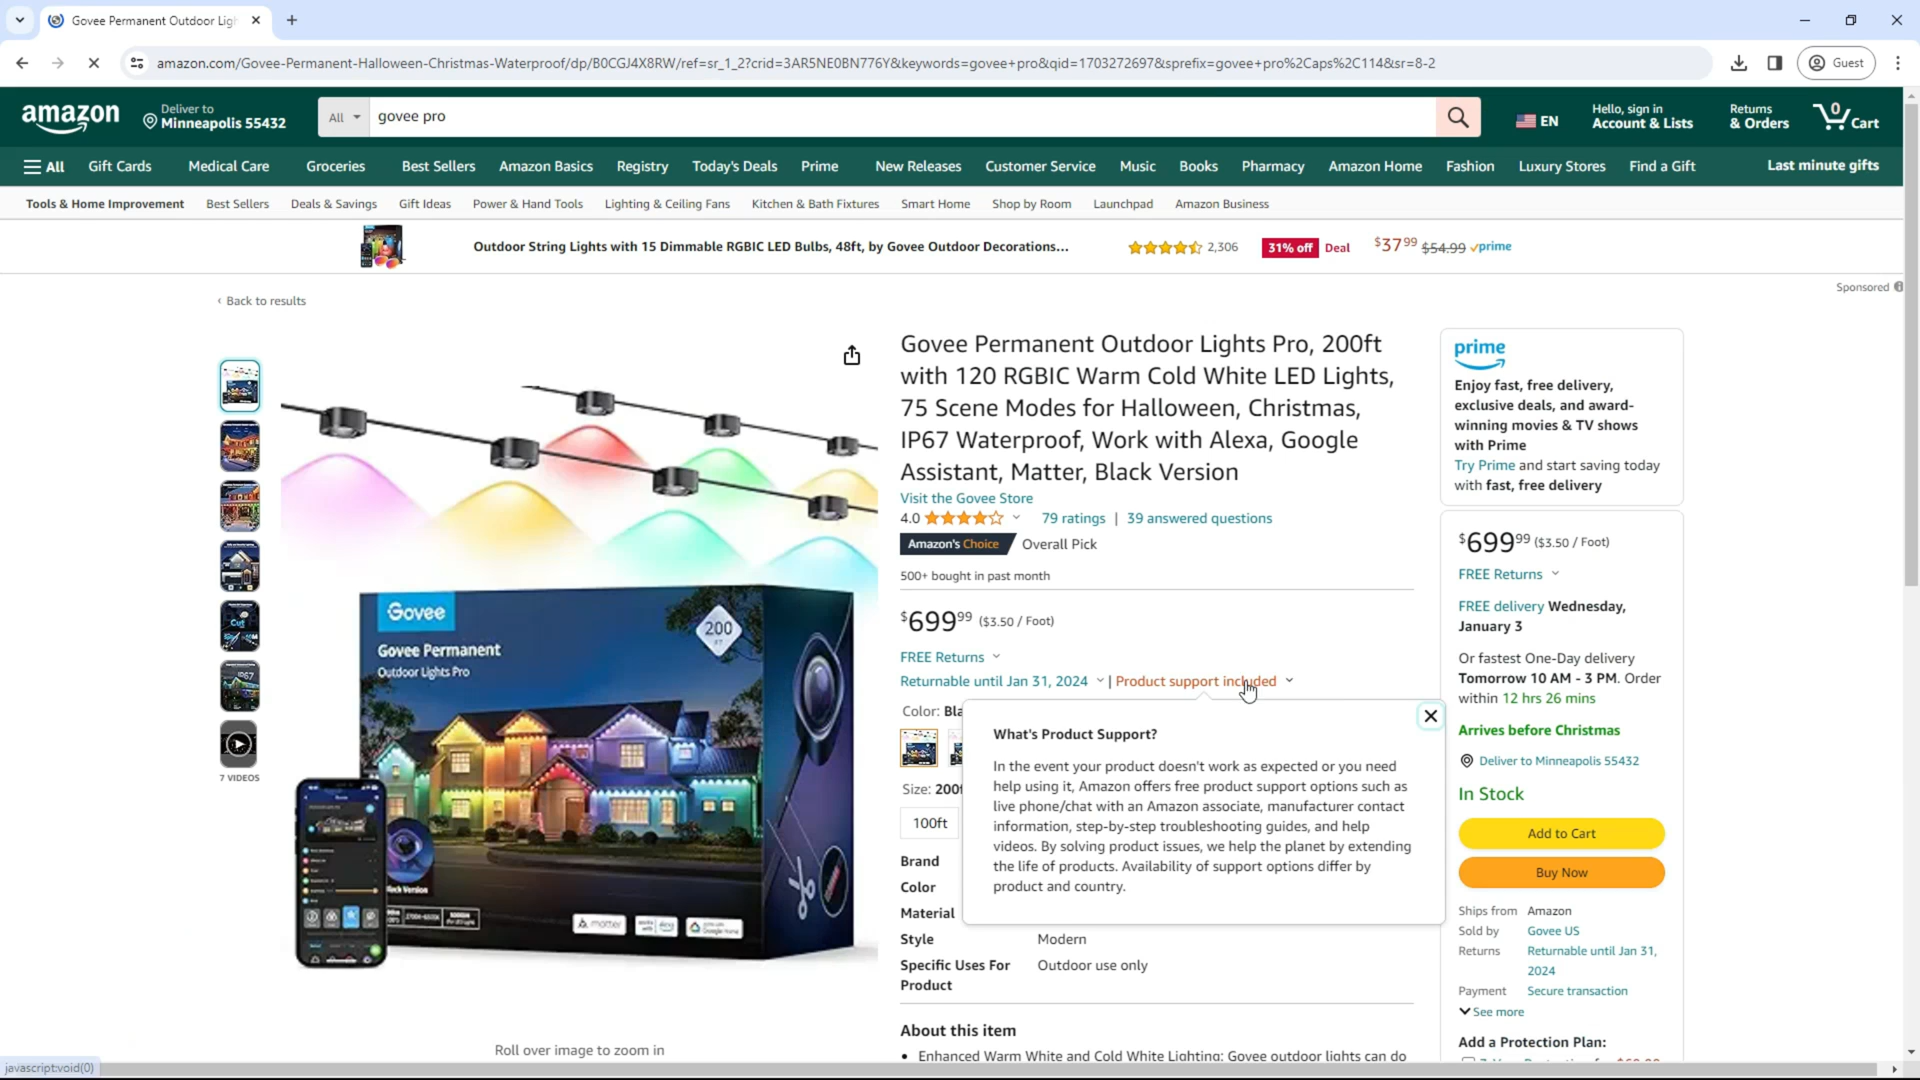 Govee Permanent Outdoor Ligh
Guest
amazon.com/Govee-Permanent-Halloween-Christmas-Waterproof/dp/B0CGJ4X8RW/ref=sr_1_2?crid=3AR5NE0BN776Y&keywords=govee+pro&qid=1703272697&sprefix=govee+pro%2Caps%2C114&sr=8-2
amazon
Deliver to
Minneapolis 55432
All
govee pro
EN
Hello, sign in
Account & Lists
Returns
& Orders
0
Cart
All Gift Cards Medical Care Groceries Best Sellers Amazon Basics Registry Today's Deals Prime New Releases Customer Service Music Books Pharmacy Amazon Home Fashion Luxury Stores Find a Gift Last minute gifts
Tools & Home Improvement Best Sellers Deals & Savings Gift Ideas Power & Hand Tools Lighting & Ceiling Fans Kitchen & Bath Fixtures Smart Home Shop by Room Launchpad Amazon Business
Outdoor String Lights with 15 Dimmable RGBIC LED Bulbs, 48ft, by Govee Outdoor Decorations... 2,306 31% off Deal $37.99 $54.99 prime
Sponsored
‹ Back to results
7 VIDEOS
Govee
Govee Permanent
Outdoor Lights Pro
200
FT
matter
Roll over image to zoom in
Govee Permanent Outdoor Lights Pro, 200ft
with 120 RGBIC Warm Cold White LED Lights,
75 Scene Modes for Halloween, Christmas,
IP67 Waterproof, Work with Alexa, Google
Assistant, Matter, Black Version
Visit the Govee Store
4.0 79 ratings | 39 answered questions
Amazon's Choice Overall Pick
500+ bought in past month
$699 99 ($3.50 / Foot)
FREE Returns
Returnable until Jan 31, 2024 | Product support included
Color: Bla
What's Product Support?
In the event your product doesn't work as expected or you need
help using it, Amazon offers free product support options such as
live phone/chat with an Amazon associate, manufacturer contact
information, step-by-step troubleshooting guides, and help
videos. By solving product issues, we help the planet by extending
the life of products. Availability of support options differ by
product and country.
Size: 200f
100ft
Brand
Color
Material
Style Modern
Specific Uses For Outdoor use only
Product
About this item
• Enhanced Warm White and Cold White Lighting: Govee outdoor lights can do
prime
Enjoy fast, free delivery,
exclusive deals, and award-
winning movies & TV shows
with Prime
Try Prime and start saving today
with fast, free delivery
$699 99 ($3.50 / Foot)
FREE Returns
FREE delivery Wednesday,
January 3
Or fastest One-Day delivery
Tomorrow 10 AM - 3 PM. Order
within 12 hrs 26 mins
Arrives before Christmas
Deliver to Minneapolis 55432
In Stock
Add to Cart
Buy Now
Ships from Amazon
Sold by Govee US
Returns Returnable until Jan 31,
2024
Payment Secure transaction
See more
Add a Protection Plan:
javascript:void(0)